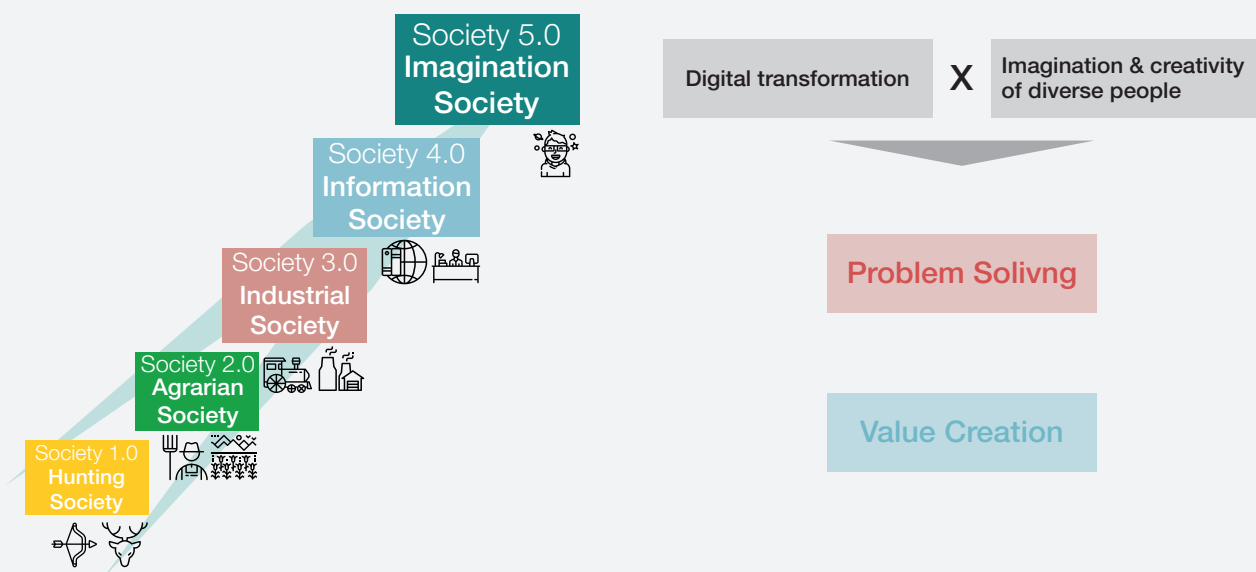 Society 5.0
Imagination
Society
Society 4.0
Information
Society
Society 3.0
Industrial
Society
Society 2.0
Agrarian
Society
Society 1.0
Hunting
Society
Digital transformation
X
Imagination & creativity
of diverse people
Problem Solivng
Value Creation